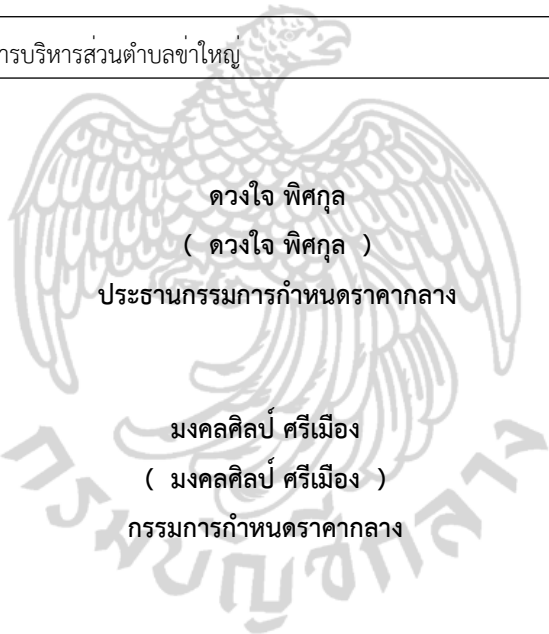 ารบริหารส่วนตำบลข่าใหญ่
ดวงใจ พิศกุล
( ดวงใจ พิศกุล )
ประธานกรรมการกำหนดราคากลาง
มงคลศิลป์ ศรีเมือง
( มงคลศิลป์ ศรีเมือง )
กรรมการกำหนดราคากลาง
กรมบัญชีกลาง